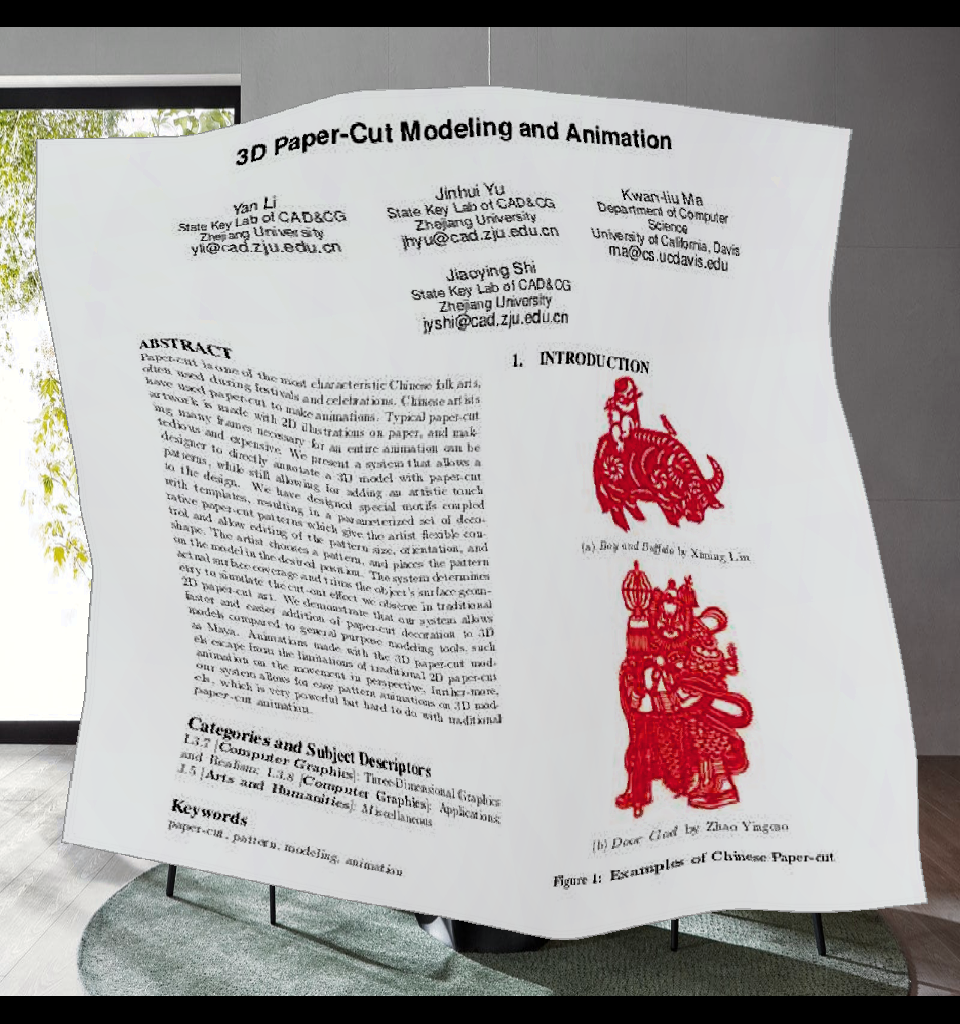 3D Paper-Cut Modeling and Animation
Yan Li
State Key Lab of CAD&CG
Zhejiang University
yli@cad.zju.edu.cn
Jinhui Yu
State Key Lab of CAD&CG
Zhejiang University
jhyu@cad.zju.edu.cn
Kwan-liu Ma
Department of Computer
Science
University of California, Davis
ma@cs.ucdavis.edu
Jiaoying Shi
State Key Lab of CAD&CG
Zhejiang University
jyshi@cad.zju.edu.cn
ABSTRACT
Paper-cut is one of the most characteristic Chinese folk arts,
often used during festivals and celebrations. Chinese artists
have used paper-cut to make animations. Typical paper-cut
artwork is made with 2D illustrations on paper, and mak-
ing many frames necessary for an entire animation can be
tedious and expensive. We present a system that allows a
designer to directly annotate a 3D model with paper-cut
patterns, while still allowing for adding an artistic touch
to the design. We have designed special motifs coupled
with templates, resulting in a parameterized set of deco-
rative paper-cut patterns which give the artist flexible con-
trol and allow editing of the pattern size, orientation, and
shape. The artist chooses a pattern, and places the pattern
on the model in the desired position. The system determines
actual surface coverage and trims the object's surface geom-
etry to simulate the cut-out effect we observe in traditional
2D paper-cut art. We demonstrate that our system allows
faster and easier addition of paper-cut decoration to 3D
models compared to general purpose modeling tools, such
as Maya. Animations made with the 3D paper-cut mod-
els escape from the limitations of traditional 2D paper-cut
animation on the movement in perspective, further-more,
our system allows for easy pattern animations on 3D mod-
els, which is very powerful but hard to do with traditional
paper-cut animation.
Categories and Subject Descriptors
I.3.7 [Computer Graphics]: Three-Dimensional Graphics
and Realism; I.3.8 [Computer Graphics]: Applications;
J.5 [Arts and Humanities]: Miscellaneous
Keywords
paper-cut, pattern, modeling, animation
1. INTRODUCTION
(a) Boy and Buffalo by Ximing Lin
(b) Door God by Zhao Yingcao
Figure 1: Examples of Chinese Paper-cut